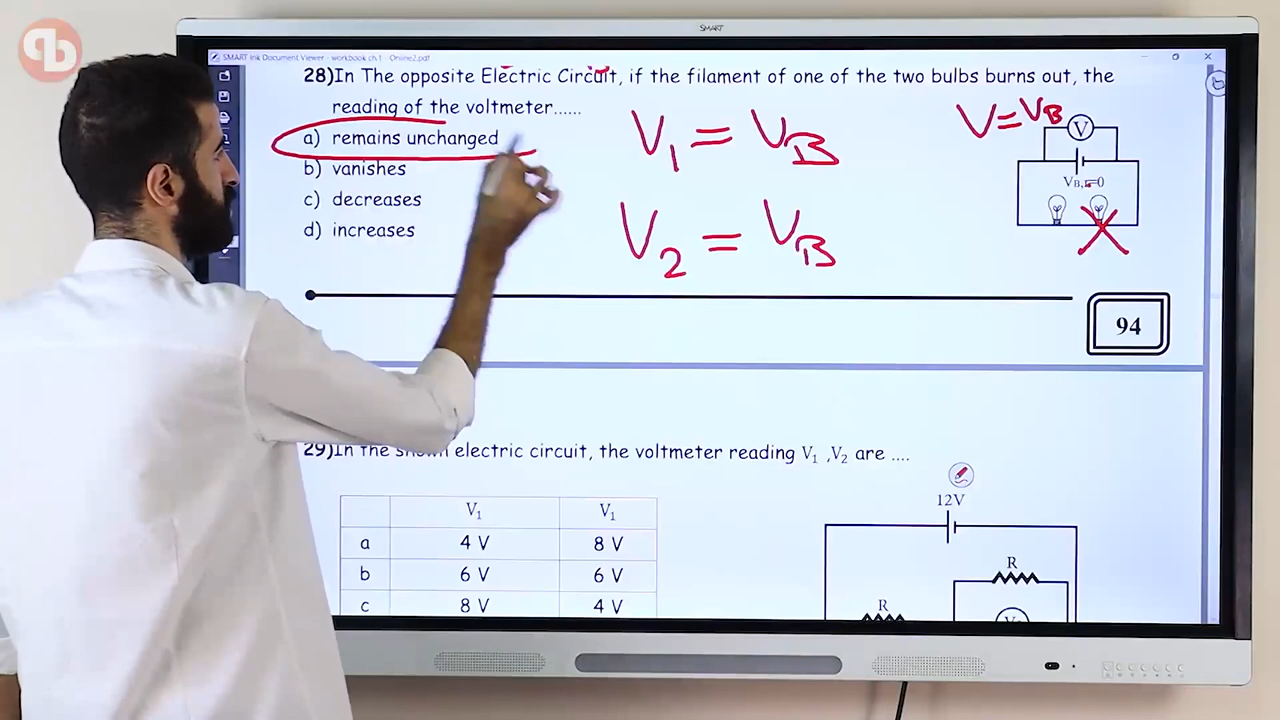 SMART
SMART Ink Document Viewer - workbook ch.1 - Online2.pdf
28)In The opposite Electric Circuit, if the filament of one of the two bulbs burns out, the
reading of the voltmeter......
a) remains unchanged
b) vanishes
c) decreases
d) increases
V1 = VB
V2 = VB
V=VB
V
VB,r=0
94
29)In the shown electric circuit, the voltmeter reading V1 ,V2 are ....
V1 V1
a 4 V 8 V
b 6 V 6 V
c 8 V 4 V
12V
R
R